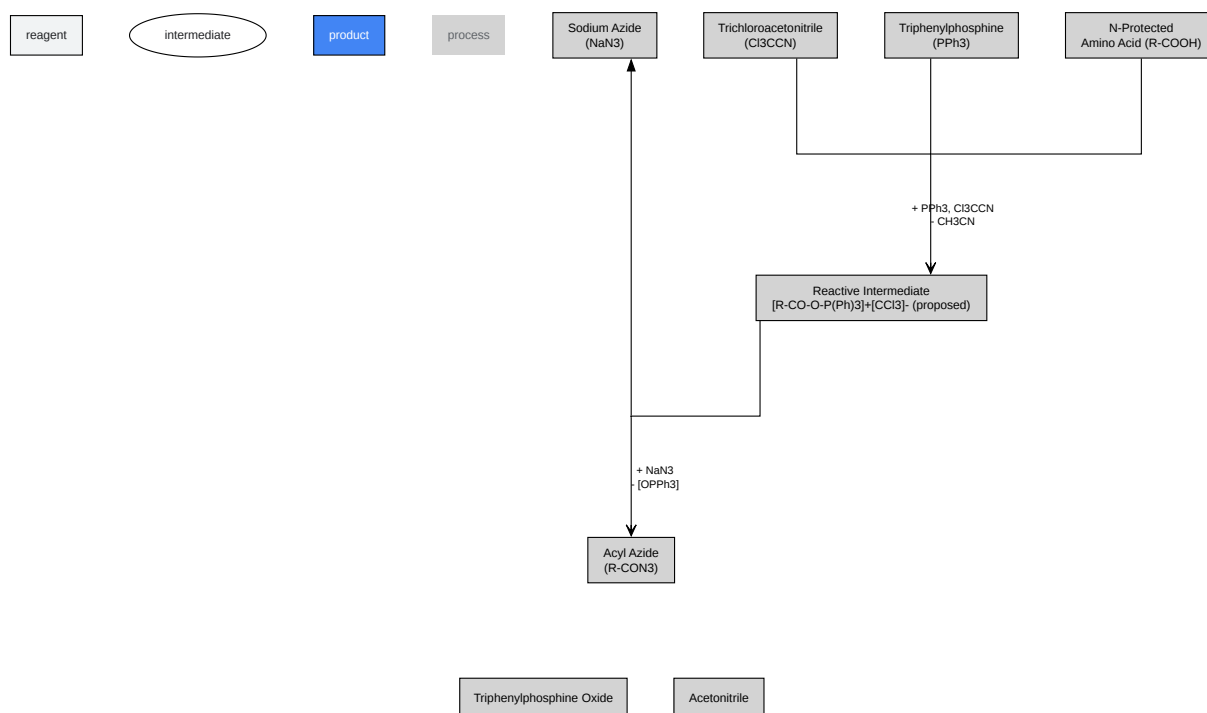 reagent
intermediate
product
process
Sodium Azide
(NaN3)
Trichloroacetonitrile
(Cl3CCN)
Triphenylphosphine
(PPh3)
N-Protected
Amino Acid (R-COOH)
+ PPh3, Cl3CCN
- CH3CN
Reactive Intermediate
[R-CO-O-P(Ph)3]+[CCl3]- (proposed)
+ NaN3
- [OPPh3]
Acyl Azide
(R-CON3)
Triphenylphosphine Oxide
Acetonitrile